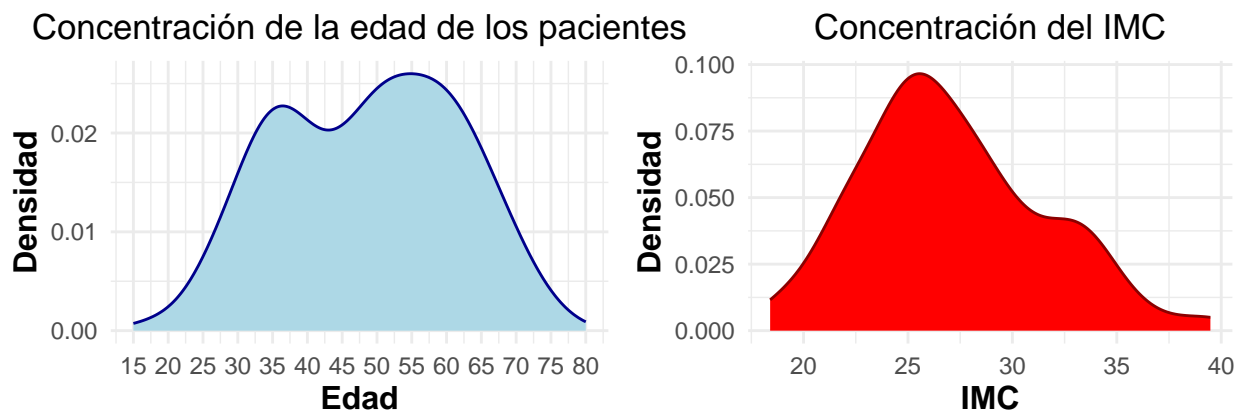 Concentración de la edad de los pacientes
Densidad
0.02
0.01
0.00
15 20 25 30 35 40 45 50 55 60 65 70 75 80
Edad
Concentración del IMC
Densidad
0.100
0.075
0.050
0.025
0.000
20 25 30 35 40
IMC